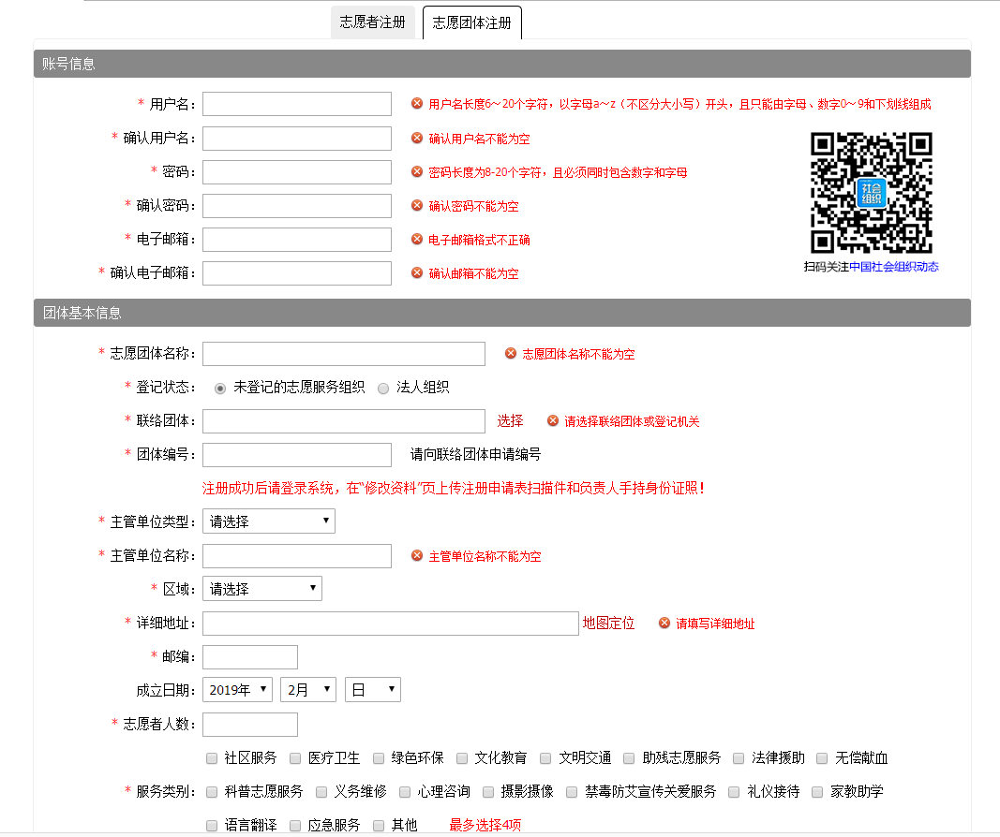 志愿者注册 志愿团体注册
账号信息
* 用户名： 用户名长度6～20个字符，以字母a～z（不区分大小写）开头，且只能由字母、数字0～9和下划线组成
* 确认用户名： 确认用户名不能为空
* 密码： 密码长度为8-20个字符，且必须同时包含数字和字母
* 确认密码： 确认密码不能为空
社会
组织
* 电子邮箱： 电子邮箱格式不正确
* 确认电子邮箱： 确认邮箱不能为空
扫码关注中国社会组织动态
团体基本信息
* 志愿团体名称： 志愿团体名称不能为空
* 登记状态： 未登记的志愿服务组织 法人组织
* 联络团体： 选择 请选择联络团体或登记机关
* 团体编号： 请向联络团体申请编号
注册成功后请登录系统，在“修改资料”页上传注册申请表扫描件和负责人手持身份证照！
* 主管单位类型： 请选择
* 主管单位名称： 主管单位名称不能为空
* 区域： 请选择
* 详细地址： 地图定位 请填写详细地址
* 邮编：
成立日期： 2019年 2月 日
* 志愿者人数：
社区服务 医疗卫生 绿色环保 文化教育 文明交通 助残志愿服务 法律援助 无偿献血
* 服务类别： 科普志愿服务 义务维修 心理咨询 摄影摄像 禁毒防艾宣传关爱服务 礼仪接待 家教助学
语言翻译 应急服务 其他 最多选择4项